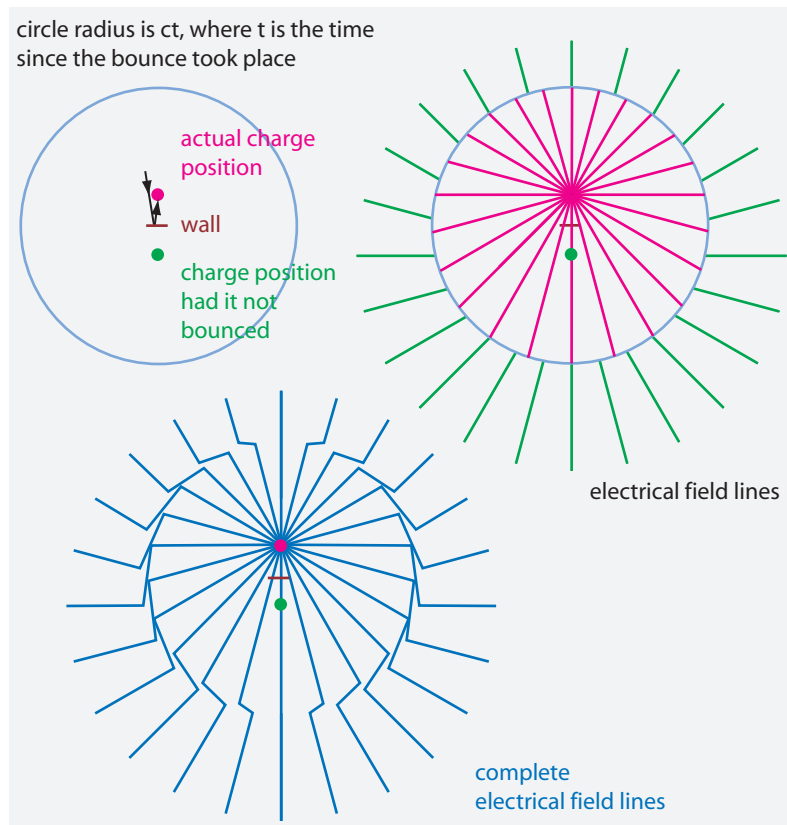 circle radius is ct, where t is the time
since the bounce took place
actual charge
position
wall
charge position
had it not
bounced
electrical field lines
complete
electrical field lines